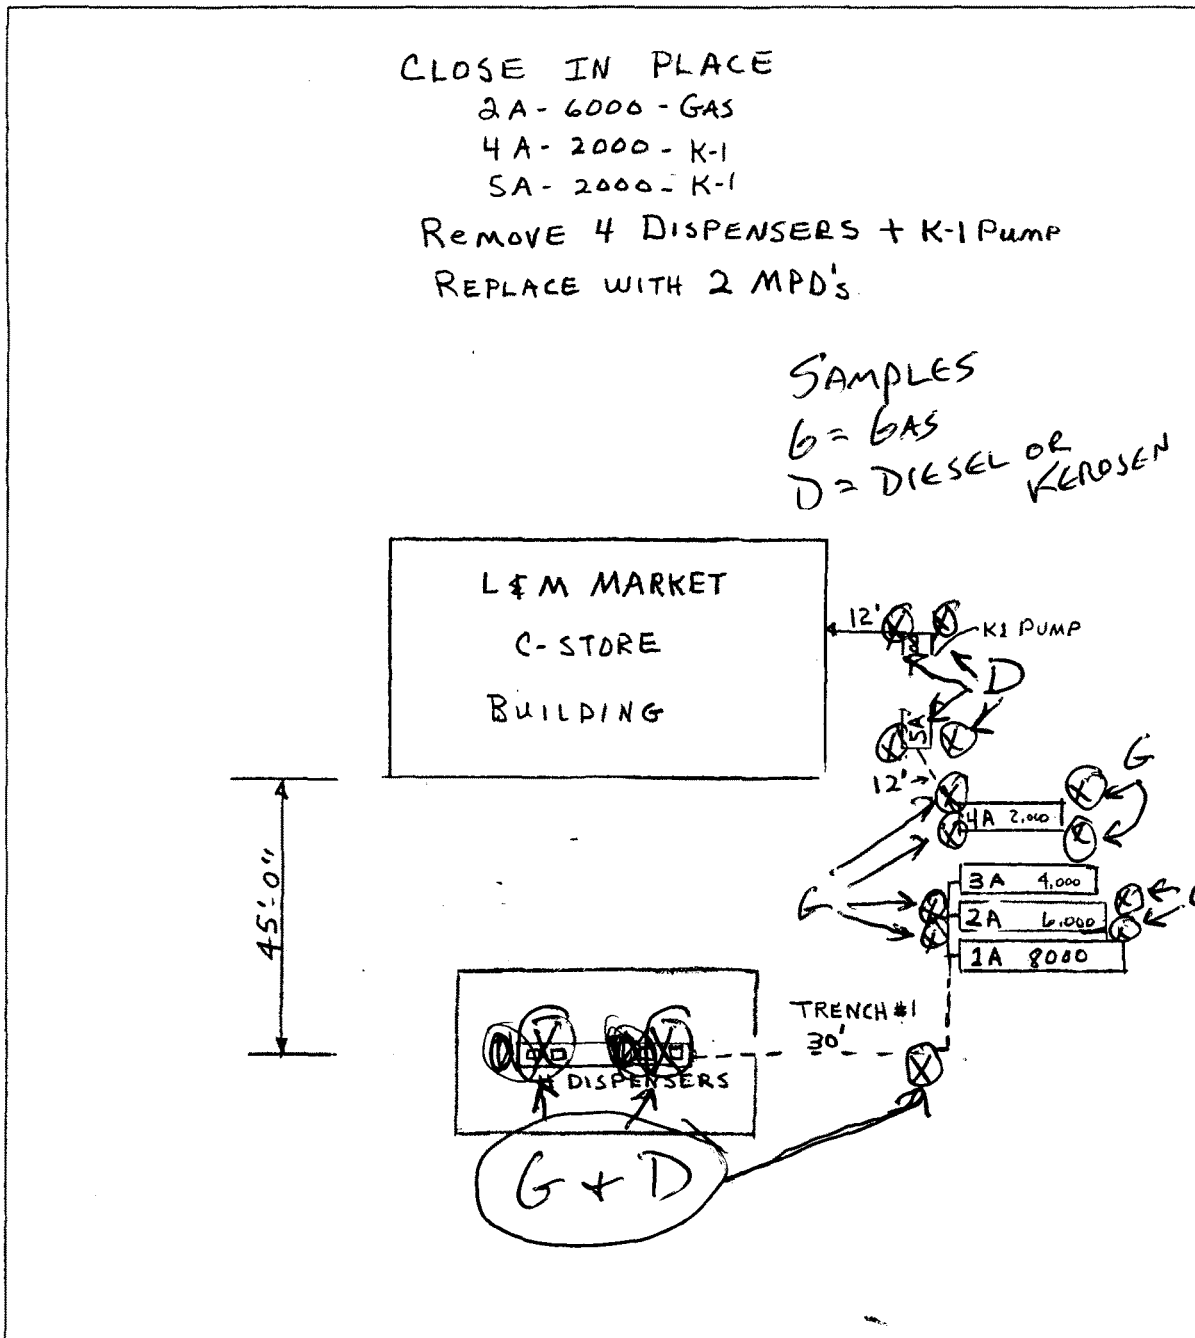 CLOSE IN PLACE
2A - 6000 - GAS
4A - 2000 - K-1
5A - 2000 - K-1
REMOVE 4 DISPENSERS + K-1 PUMP
REPLACE WITH 2 MPD's
SAMPLES
G = GAS
D = DIESEL OR
KEROSEN
L & M MARKET
C-STORE
BUILDING
12'
K1 PUMP
D
5A
12'
G
4A 2,000
3A 4,000
G
2A 6,000
1A 8000
45'-0"
TRENCH #1
30'
DISPENSERS
G + D